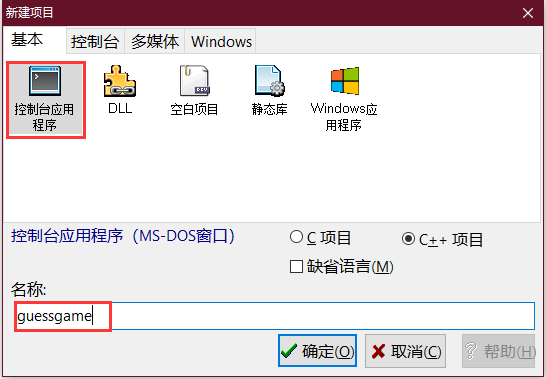 新建项目
基本 控制台 多媒体 Windows
控制台应用 DLL 空白项目 静态库 Windows应
程序 用程序
控制台应用程序（MS-DOS窗口） C 项目 C++ 项目
缺省语言(M)
名称:
guessgame
确定(O) 取消(C) 帮助(H)